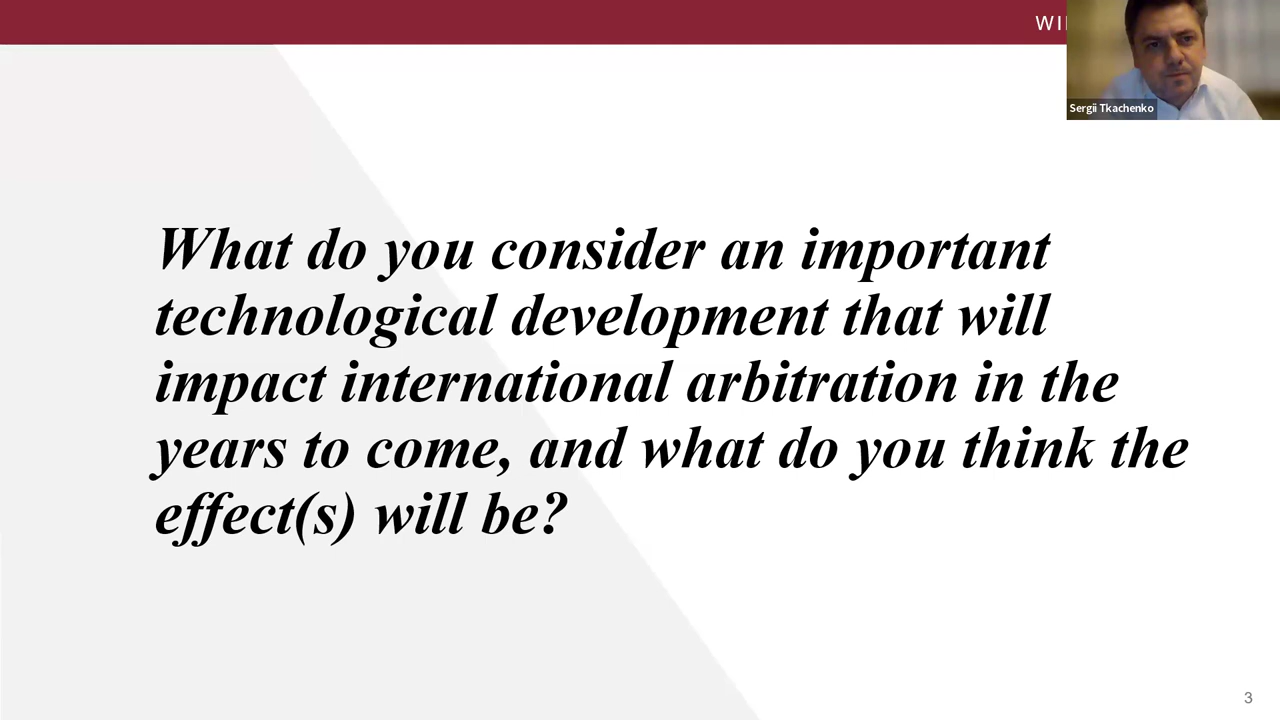 Sergii Tkachenko
What do you consider an important
technological development that will
impact international arbitration in the
years to come, and what do you think the
effect(s) will be?
3